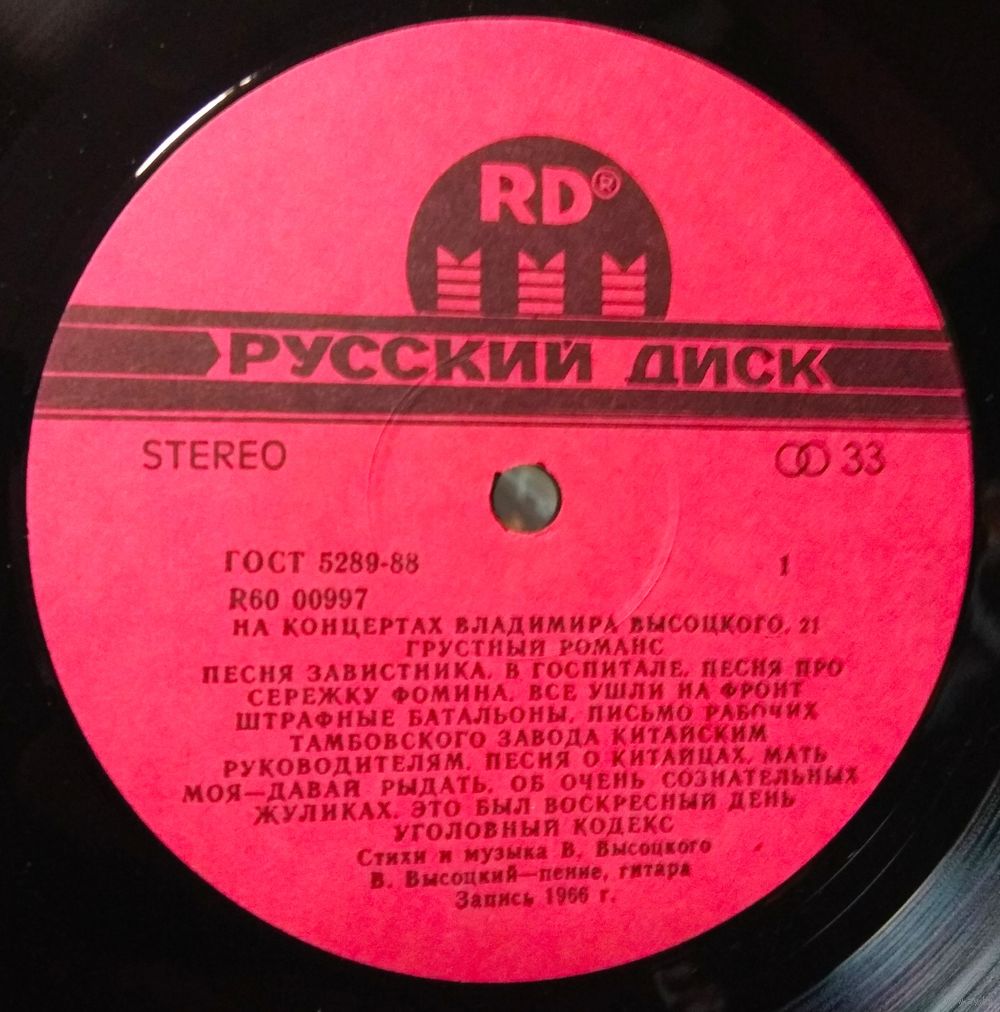 RD®
РУССКИЙ ДИСК
STEREO 33
ГОСТ 5289-88 1
R60 00997
НА КОНЦЕРТАХ ВЛАДИМИРА ВЫСОЦКОГО, 21
ГРУСТНЫЙ РОМАНС
ПЕСНЯ ЗАВИСТНИКА. В ГОСПИТАЛЕ. ПЕСНЯ ПРО
СЕРЕЖКУ ФОМИНА. ВСЕ УШЛИ НА ФРОНТ
ШТРАФНЫЕ БАТАЛЬОНЫ. ПИСЬМО РАБОЧИХ
ТАМБОВСКОГО ЗАВОДА КИТАЙСКИМ
РУКОВОДИТЕЛЯМ. ПЕСНЯ О КИТАЙЦАХ. МАТЬ
МОЯ—ДАВАЙ РЫДАТЬ. ОБ ОЧЕНЬ СОЗНАТЕЛЬНЫХ
ЖУЛИКАХ. ЭТО БЫЛ ВОСКРЕСНЫЙ ДЕНЬ
УГОЛОВНЫЙ КОДЕКС
Стихи и музыка В. Высоцкого
В. Высоцкий—пение, гитара
Запись 1966 г.